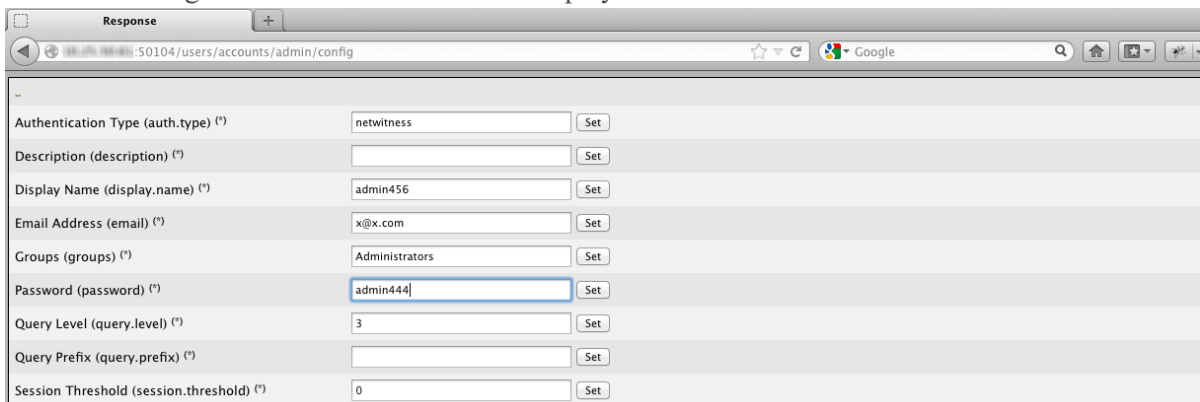 Response
:50104/users/accounts/admin/config
Google
..
Authentication Type (auth.type) (*) netwitness Set
Description (description) (*) Set
Display Name (display.name) (*) admin456 Set
Email Address (email) (*) x@x.com Set
Groups (groups) (*) Administrators Set
Password (password) (*) admin444 Set
Query Level (query.level) (*) 3 Set
Query Prefix (query.prefix) (*) Set
Session Threshold (session.threshold) (*) 0 Set